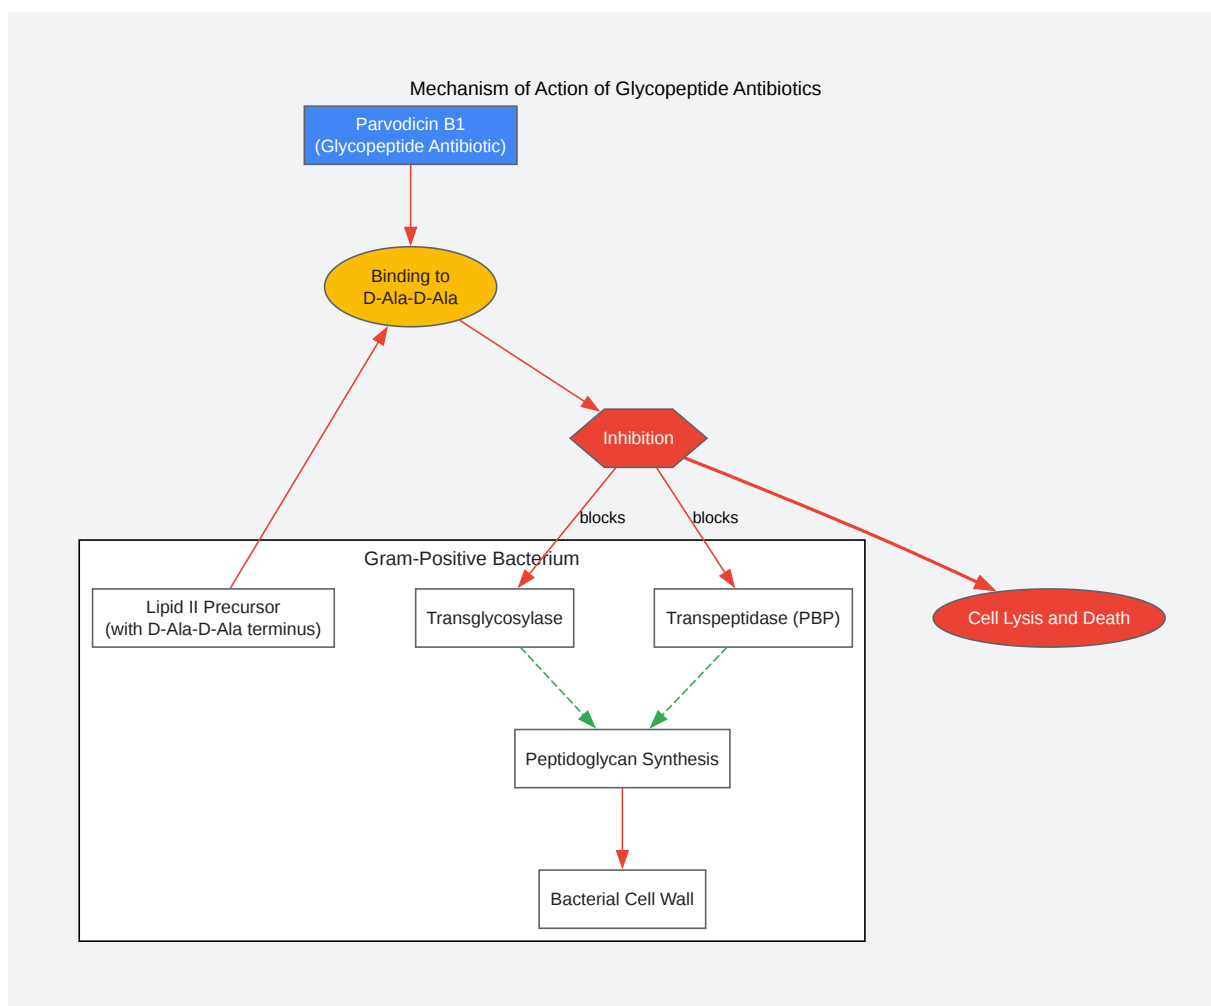 Mechanism of Action of Glycopeptide Antibiotics
Parvodicin B1
(Glycopeptide Antibiotic)
Binding to
D-Ala-D-Ala
Inhibition
blocks
blocks
Gram-Positive Bacterium
Lipid II Precursor
(with D-Ala-D-Ala terminus)
Transglycosylase
Transpeptidase (PBP)
Cell Lysis and Death
Peptidoglycan Synthesis
Bacterial Cell Wall